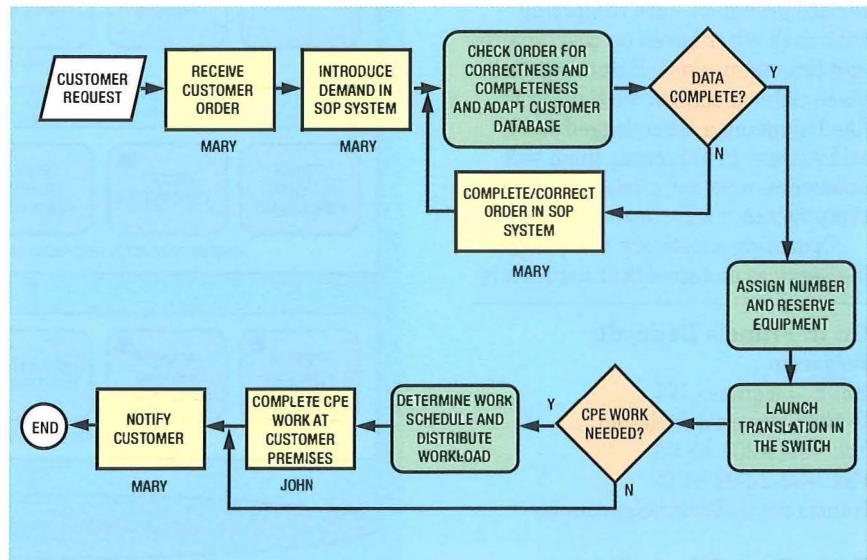 CUSTOMER
REQUEST
RECEIVE
CUSTOMER
ORDER
MARY
INTRODUCE
DEMAND IN
SOP SYSTEM
MARY
CHECK ORDER FOR
CORRECTNESS AND
COMPLETENESS
AND ADAPT CUSTOMER
DATABASE
DATA
COMPLETE?
Y
N
COMPLETE/CORRECT
ORDER IN SOP
SYSTEM
MARY
ASSIGN NUMBER
AND RESERVE
EQUIPMENT
LAUNCH
TRANSLATION IN
THE SWITCH
CPE WORK
NEEDED?
Y
N
DETERMINE WORK
SCHEDULE AND
DISTRIBUTE
WORKLOAD
COMPLETE CPE
WORK AT
CUSTOMER
PREMISES
JOHN
NOTIFY
CUSTOMER
MARY
END